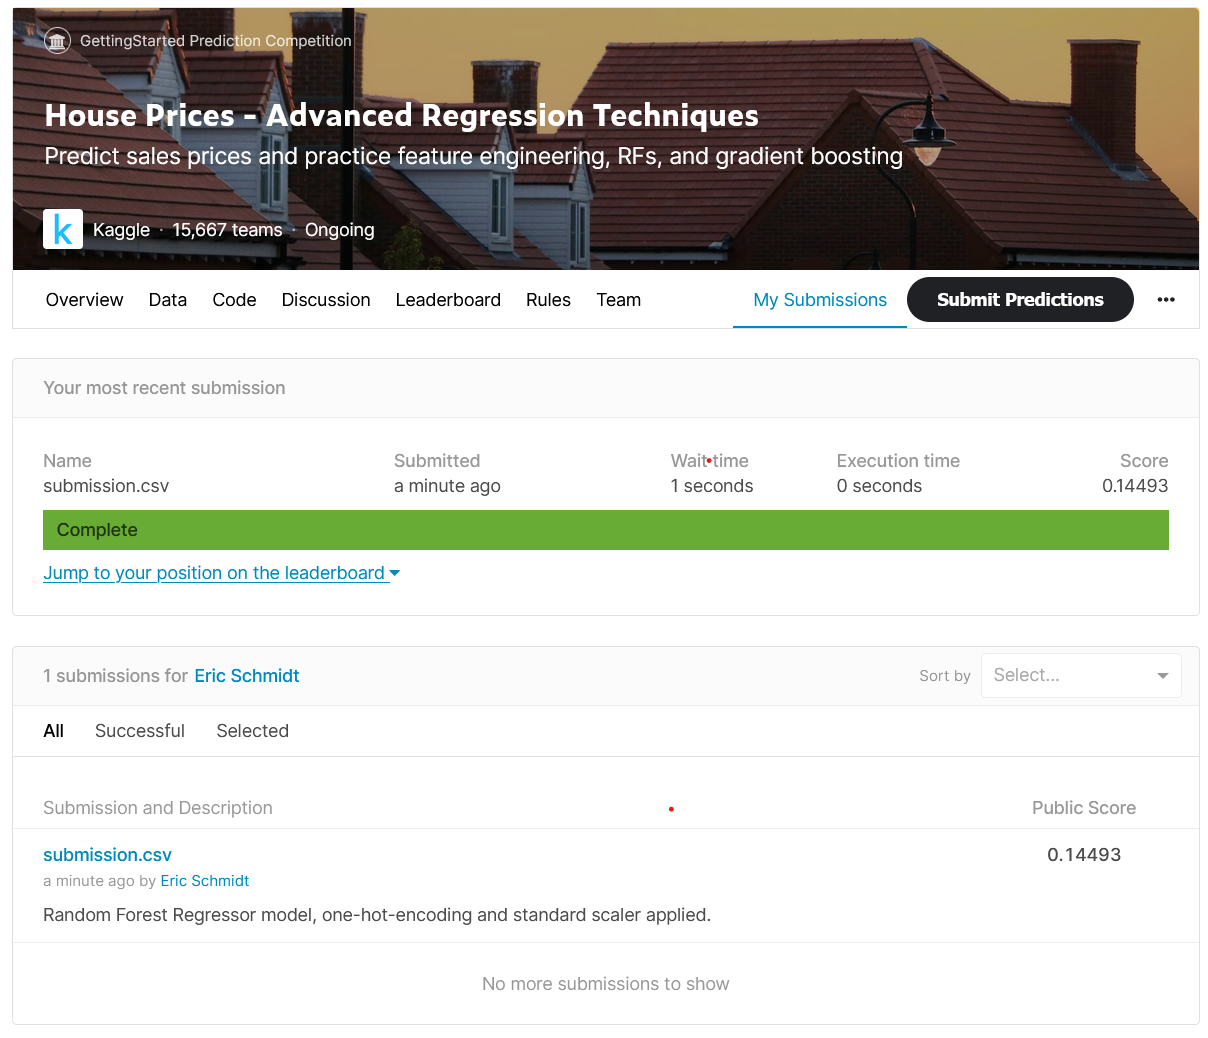 GettingStarted Prediction Competition
House Prices - Advanced Regression Techniques
Predict sales prices and practice feature engineering, RFs, and gradient boosting
k Kaggle · 15,667 teams · Ongoing
Overview Data Code Discussion Leaderboard Rules Team My Submissions Submit Predictions •••
Your most recent submission
Name Submitted Wait time Execution time Score
submission.csv a minute ago 1 seconds 0 seconds 0.14493
Complete
Jump to your position on the leaderboard
1 submissions for Eric Schmidt Sort by Select...
All Successful Selected
Submission and Description Public Score
submission.csv 0.14493
a minute ago by Eric Schmidt
Random Forest Regressor model, one-hot-encoding and standard scaler applied.
No more submissions to show